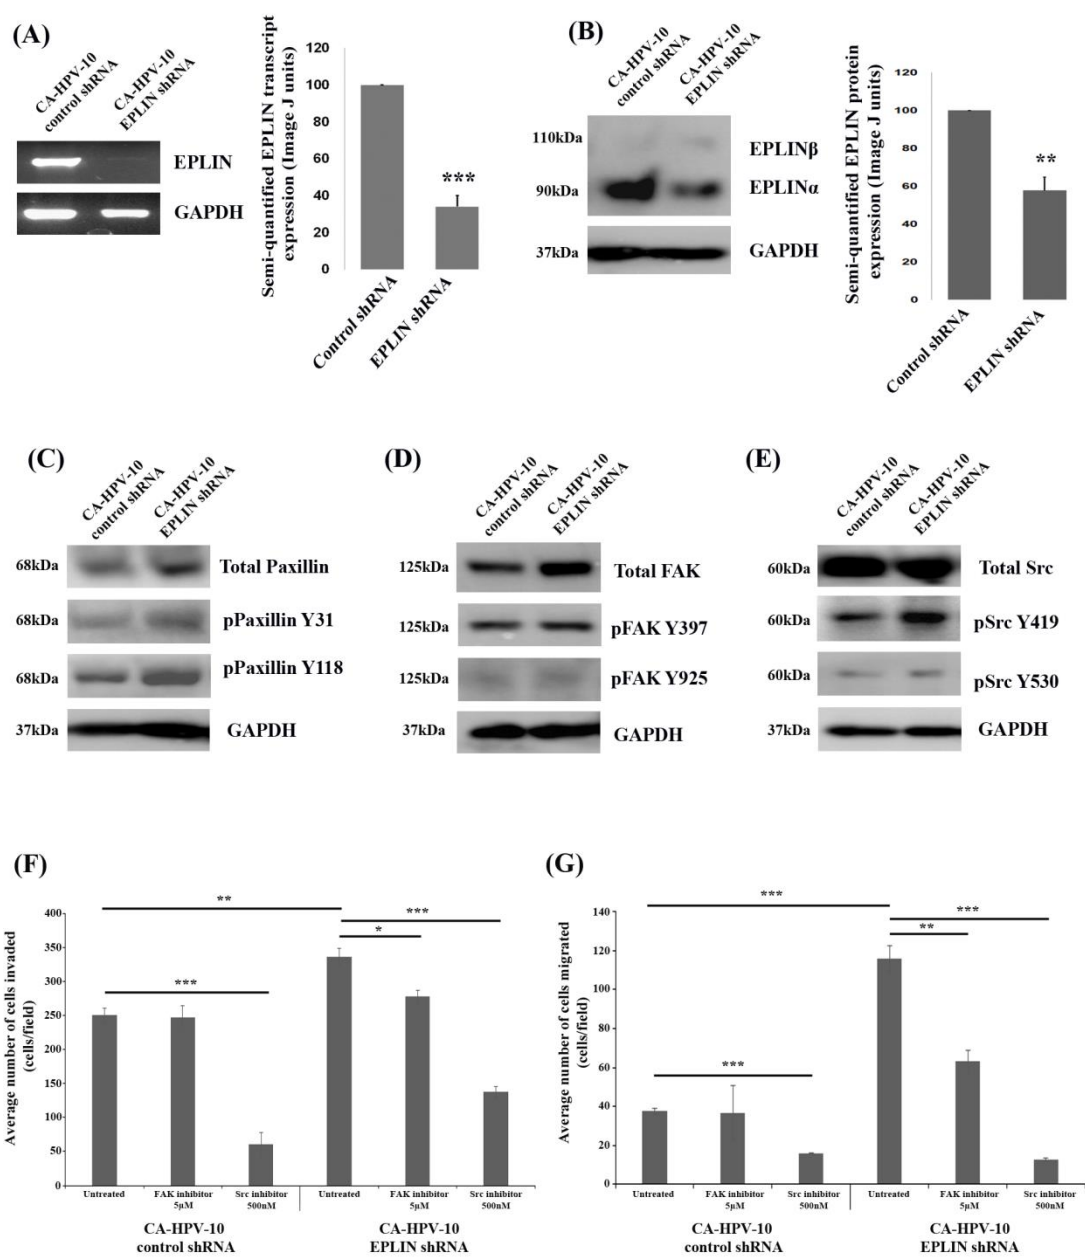 (A)
CA-HPV-10
control shRNA
CA-HPV-10
EPLIN shRNA
EPLIN
GAPDH
Semi-quantified EPLIN transcript
expression (Image J units)
120
100
80
60
40
20
0
***
Control shRNA
EPLIN shRNA
(B)
CA-HPV-10
control shRNA
CA-HPV-10
EPLIN shRNA
110kDa
EPLINβ
90kDa
EPLINα
37kDa
GAPDH
Semi-quantified EPLIN protein
expression (Image J units)
120
100
80
60
40
20
0
**
Control shRNA
EPLIN shRNA
(C)
CA-HPV-10
control shRNA
CA-HPV-10
EPLIN shRNA
68kDa
Total Paxillin
68kDa
pPaxillin Y31
68kDa
pPaxillin Y118
37kDa
GAPDH
(D)
CA-HPV-10
control shRNA
CA-HPV-10
EPLIN shRNA
125kDa
Total FAK
125kDa
pFAK Y397
125kDa
pFAK Y925
37kDa
GAPDH
(E)
CA-HPV-10
control shRNA
CA-HPV-10
EPLIN shRNA
60kDa
Total Src
60kDa
pSrc Y419
60kDa
pSrc Y530
37kDa
GAPDH
(F)
Average number of cells invaded
(cells/field)
400
350
300
250
200
150
100
50
0
**
***
*
***
Untreated
FAK inhibitor
5µM
Src inhibitor
500nM
Untreated
FAK inhibitor
5µM
Src inhibitor
500nM
CA-HPV-10
control shRNA
CA-HPV-10
EPLIN shRNA
(G)
Average number of cells migrated
(cells/field)
140
120
100
80
60
40
20
0
***
***
**
***
Untreated
FAK inhibitor
5µM
Src inhibitor
500nM
Untreated
FAK inhibitor
5µM
Src inhibitor
500nM
CA-HPV-10
control shRNA
CA-HPV-10
EPLIN shRNA